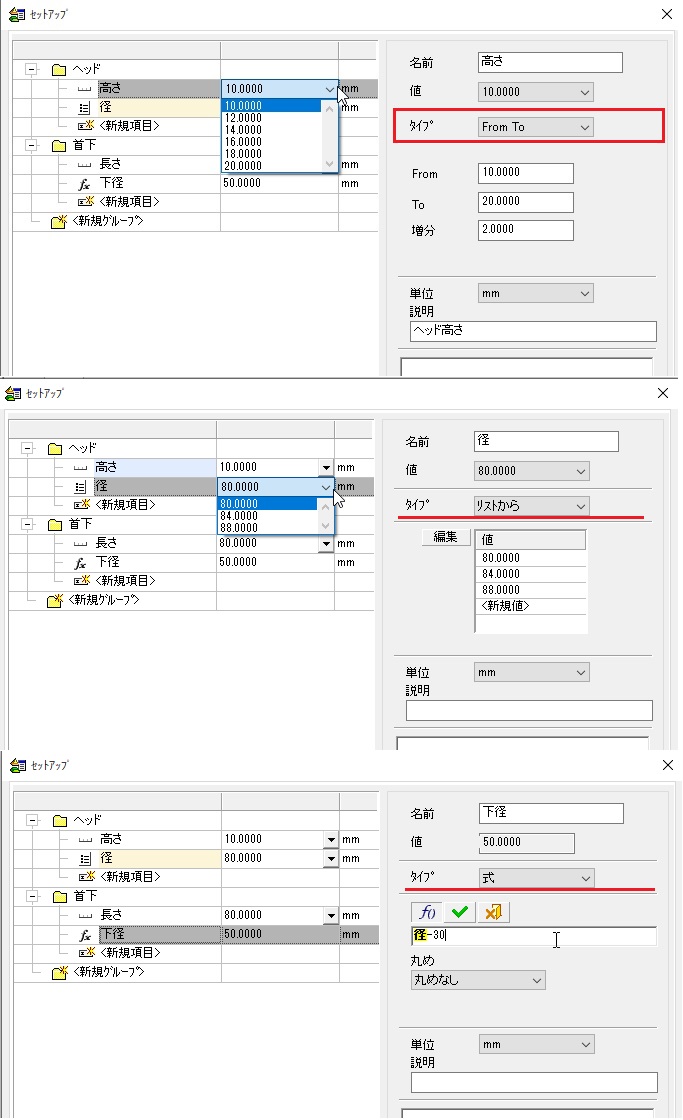 セットアップ
ヘッド
高さ 10.0000 mm
10.0000
12.0000
14.0000
16.0000
18.0000
20.0000
径 mm
<新規項目>
首下
長さ mm
下径 50.0000 mm
<新規項目>
<新規グループ>
名前 高さ
値 10.0000
タイプ From To
From 10.0000
To 20.0000
増分 2.0000
単位 mm
説明
ヘッド高さ
セットアップ
ヘッド
高さ 10.0000 mm
径 80.0000 mm
80.0000
84.0000
88.0000
<新規項目>
首下
長さ 80.0000 mm
下径 50.0000 mm
<新規項目>
<新規グループ>
名前 径
値 80.0000
タイプ リストから
編集 値
80.0000
84.0000
88.0000
<新規値>
単位 mm
説明
セットアップ
ヘッド
高さ 10.0000 mm
径 80.0000 mm
<新規項目>
首下
長さ 80.0000 mm
fx 下径 50.0000 mm
<新規項目>
<新規グループ>
名前 下径
値 50.0000
タイプ 式
f()
径-30
丸め
丸めなし
単位 mm
説明